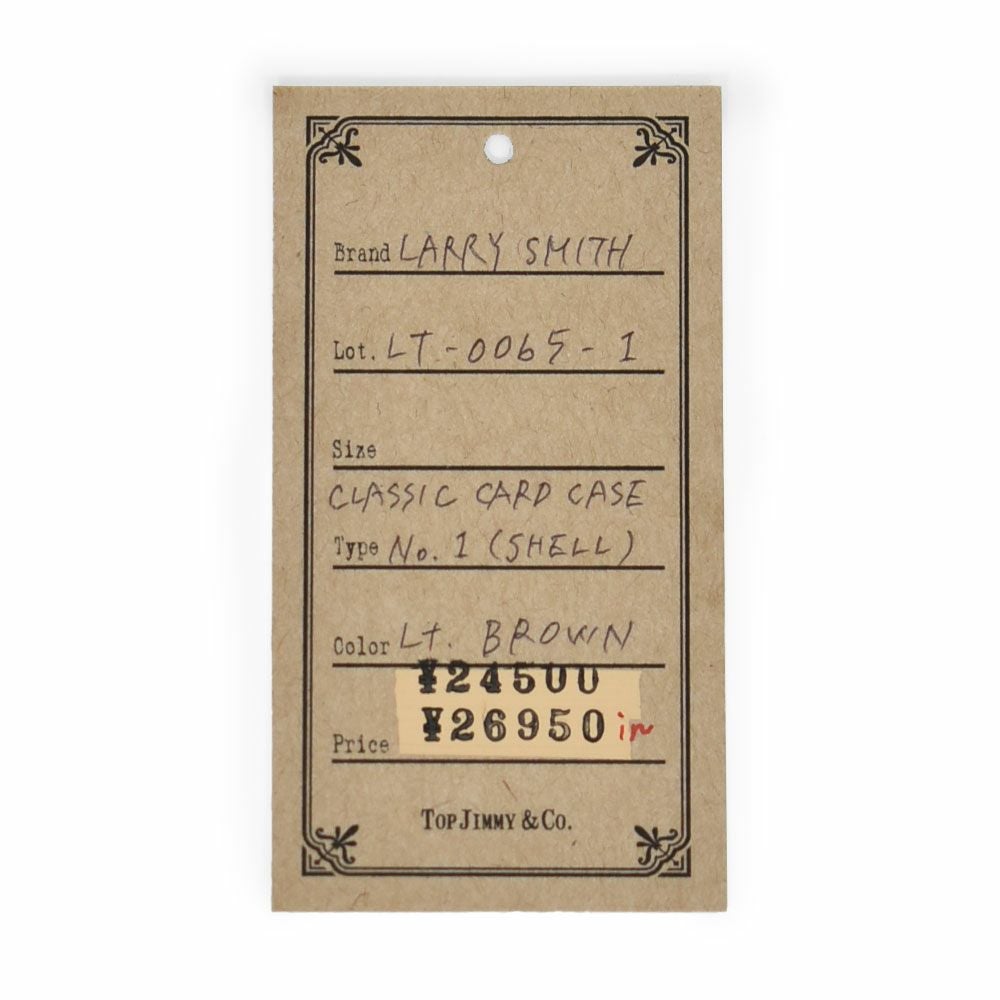 Brand LARRY SMITH
Lot. LT-0065-1
Size
CLASSIC CARD CASE
Type No. 1 (SHELL)
Color Lt. BROWN
¥24500
¥26950 in
Price
TOP JIMMY & CO.